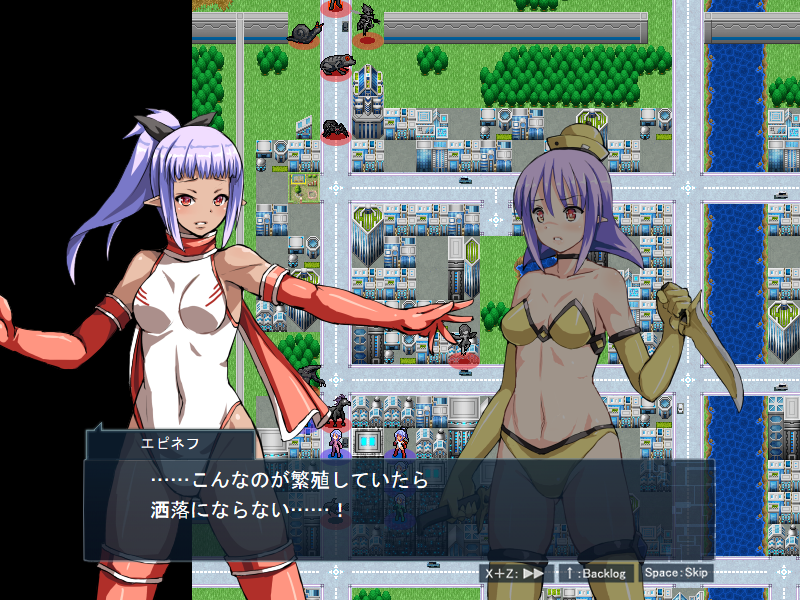 エピネフ
……こんなのが繁殖していたら
洒落にならない……！
X+Z:▶▶
↑:Backlog
Space:Skip